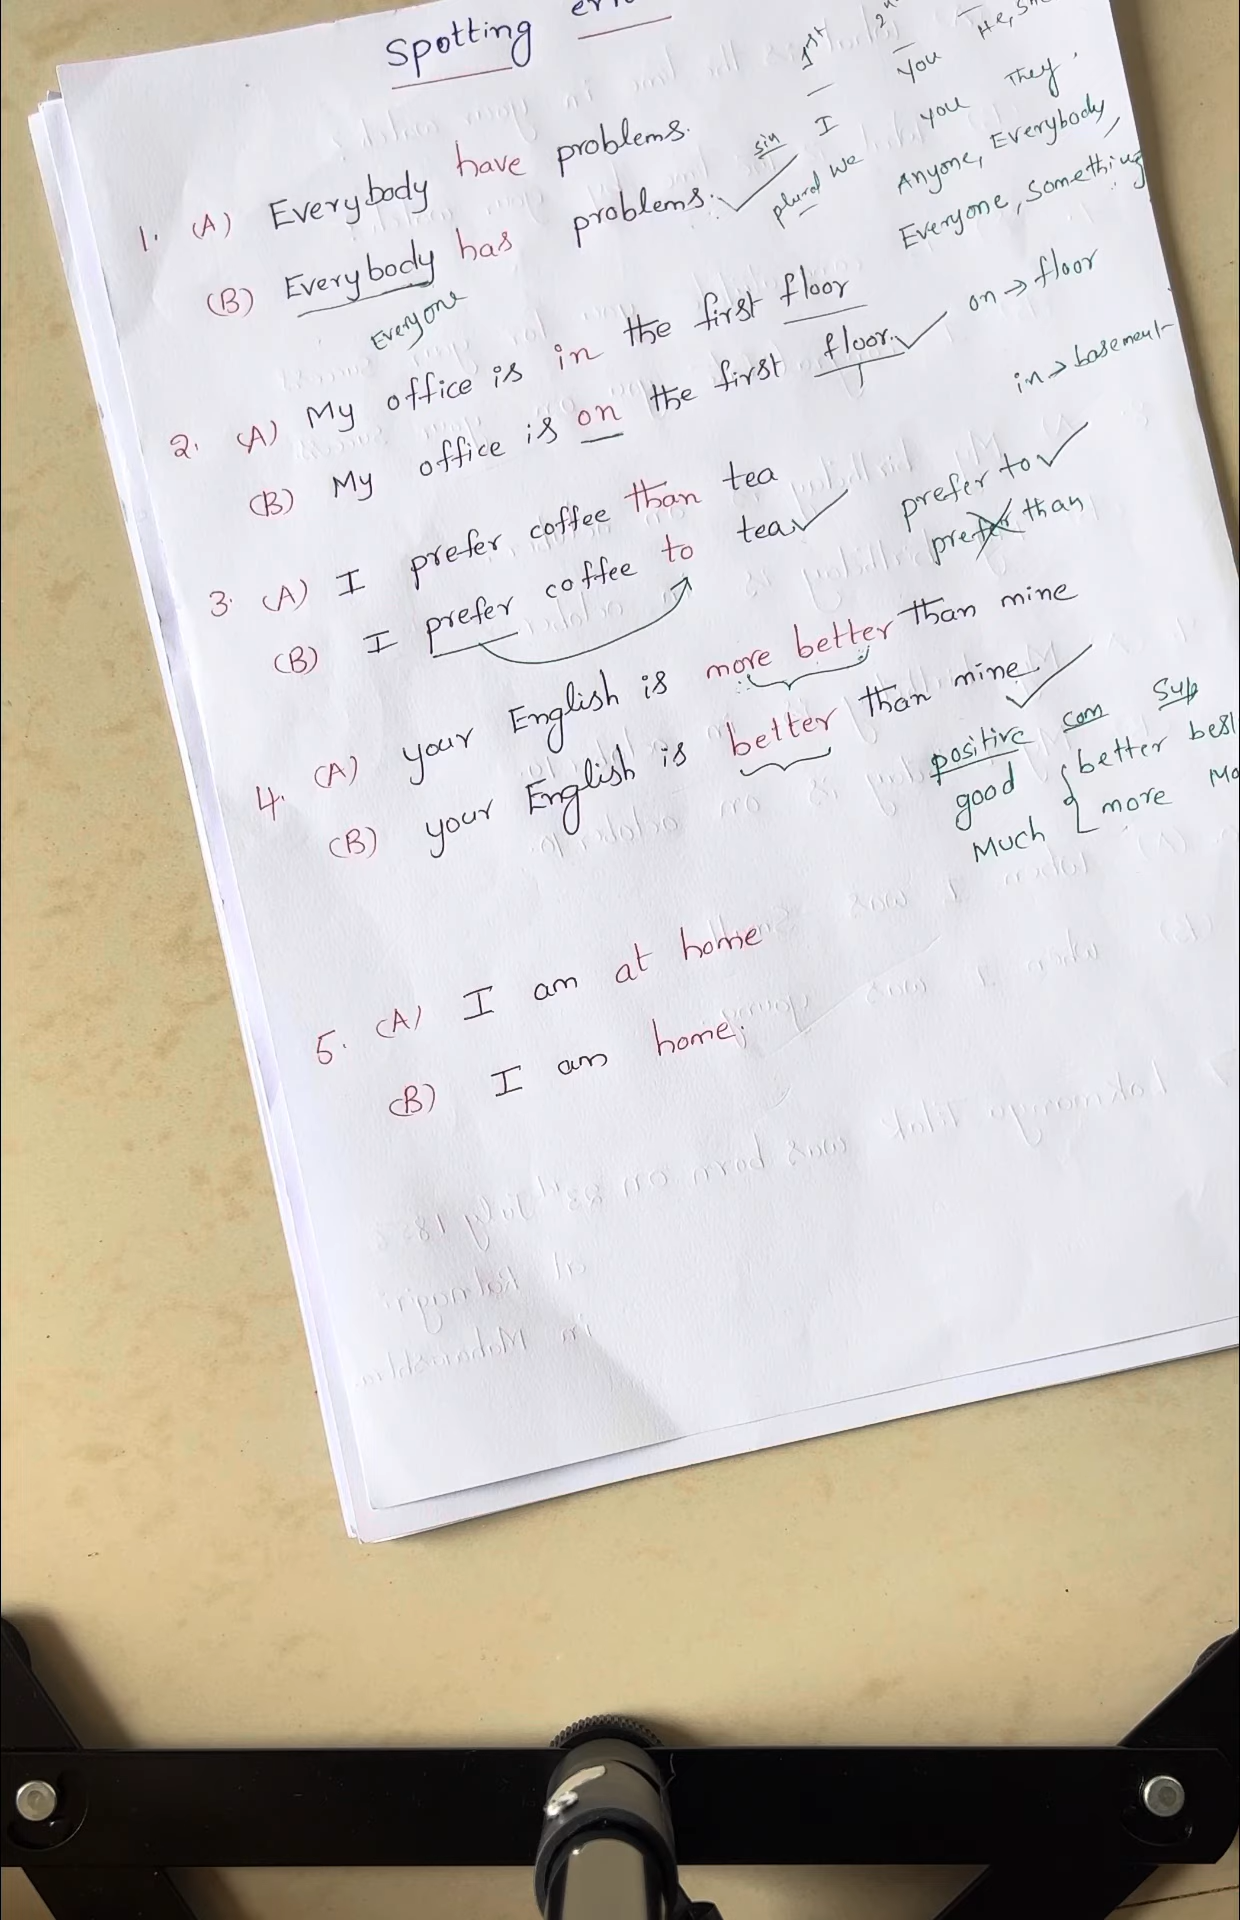 Spotting
1. (A) Everybody have problems.
(B) Everybody has problems.
Everyone
1st
I you He,
sin I you They.
plural we
Anyone, Everybody,
Everyone, Something
2. (A) My office is in the first floor
(B) My office is on the first floor.
on → floor
in → basement
3. (A) I prefer coffee than tea
(B) I prefer coffee to tea
prefer to
prefer than
4. (A) your English is more better than mine
(B) your English is better than mine.
positive com sup
good better best
Much more
5. (A) I am at home
(B) I am home.